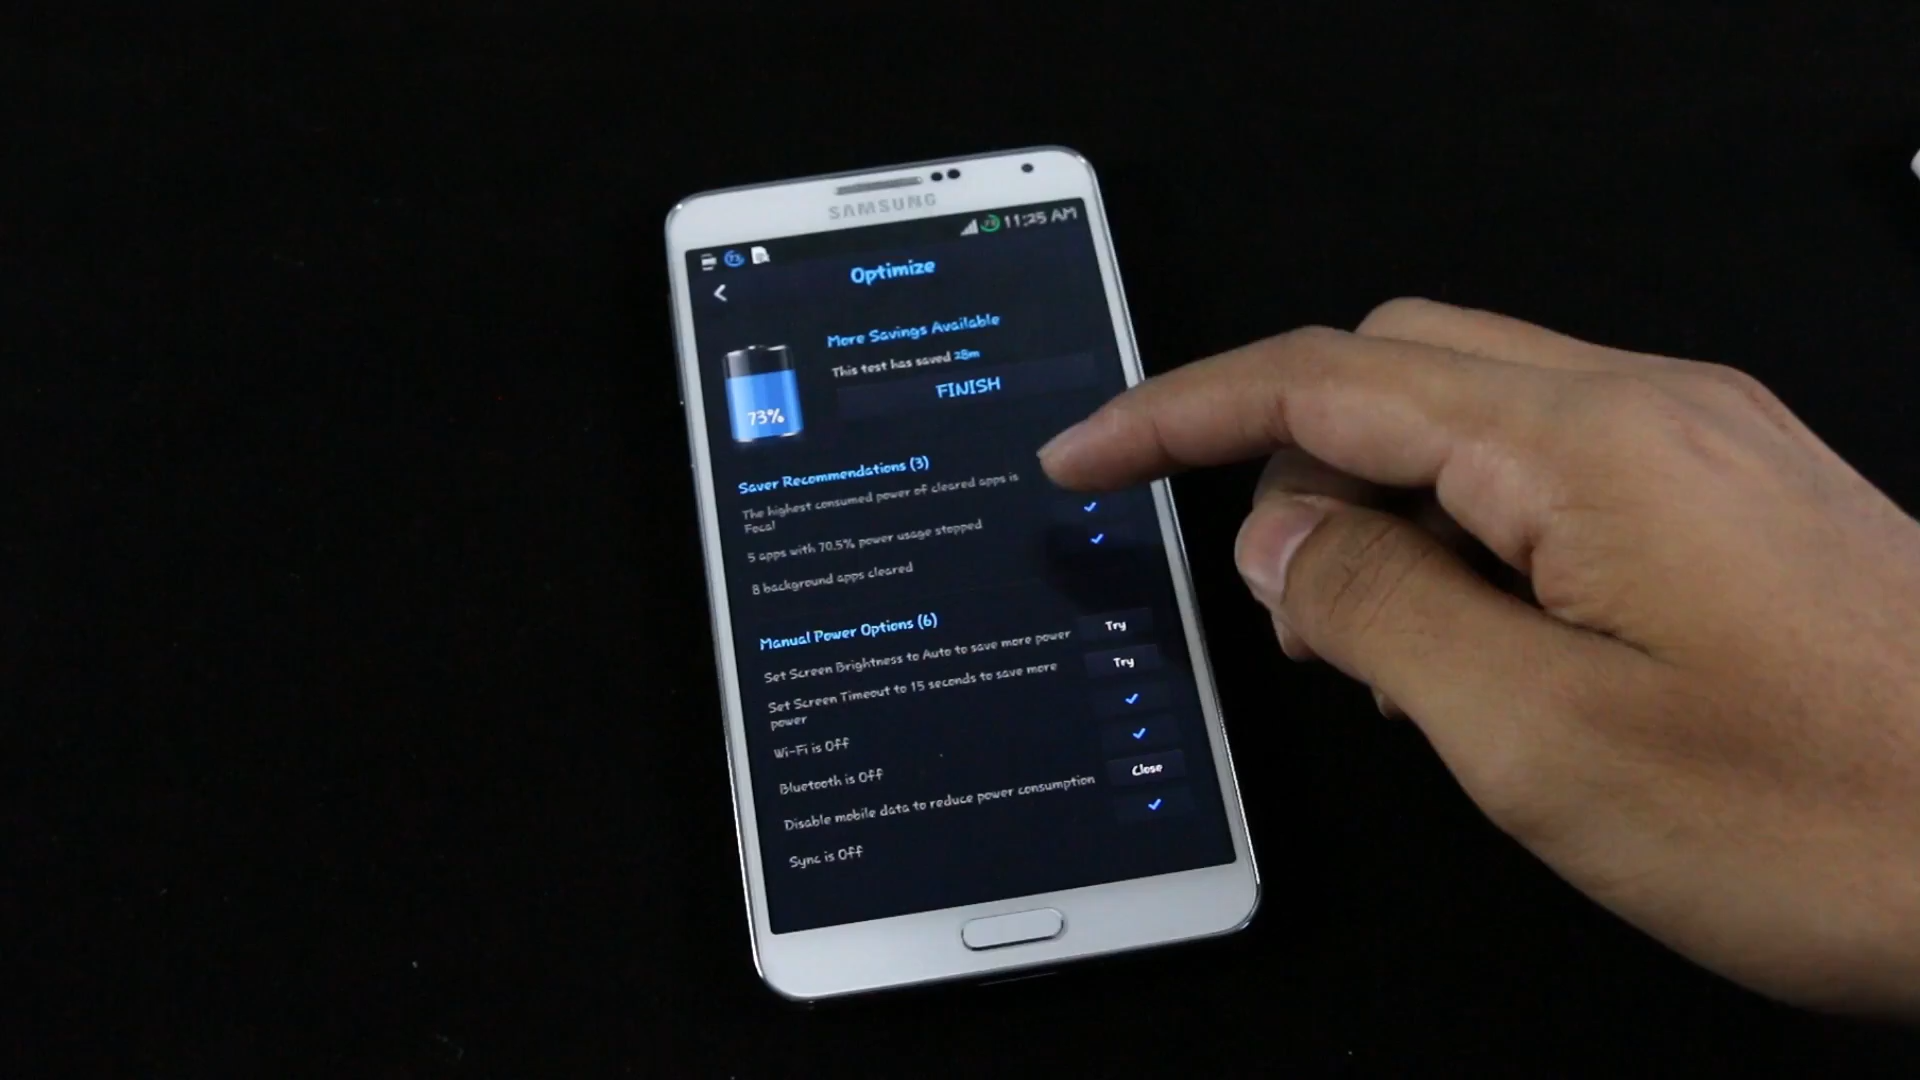 SAMSUNG
73 11:25 AM
73
Optimize
More Savings Available
This test has saved 28m
FINISH
73%
Saver Recommendations (3)
The highest consumed power of cleared apps is
Focal
5 apps with 70.5% power usage stopped
8 background apps cleared
Manual Power Options (6)
Set Screen Brightness to Auto to save more power
Try
Set Screen Timeout to 15 seconds to save more
power
Try
Wi-Fi is Off
Bluetooth is Off
Disable mobile data to reduce power consumption
Close
Sync is Off